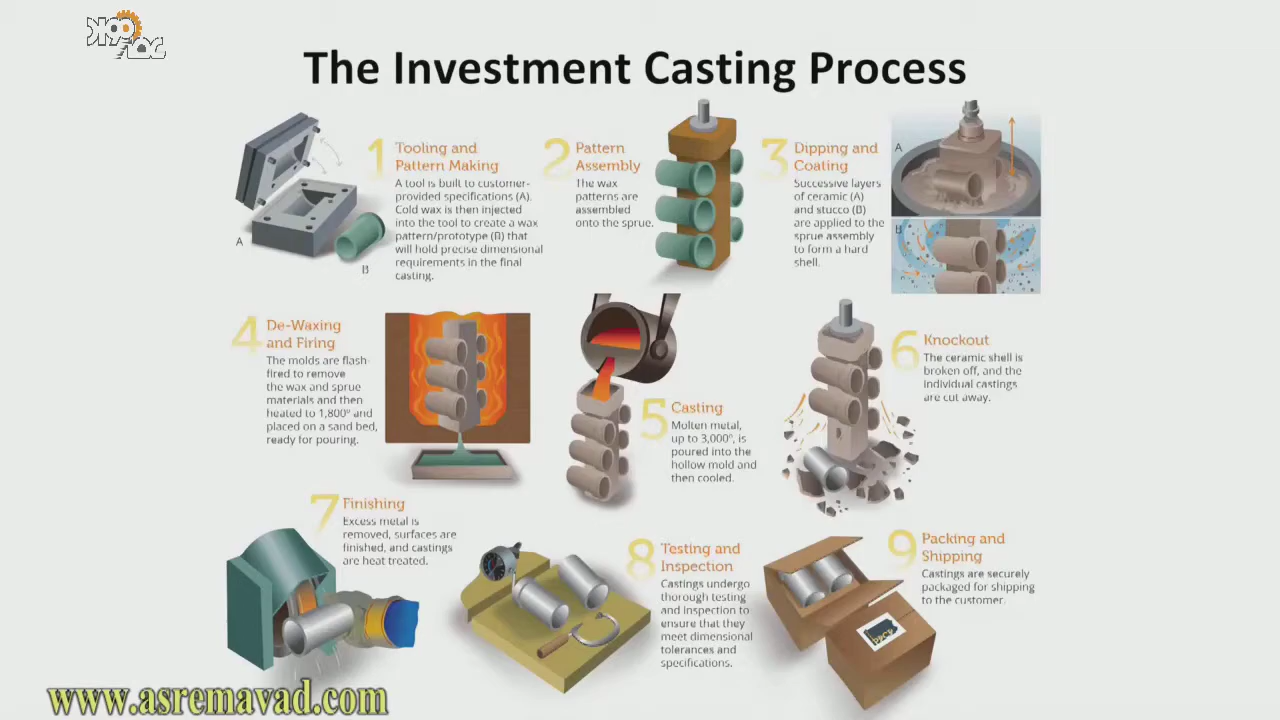 The Investment Casting Process
1
Tooling and
Pattern Making
A tool is built to customer-
provided specifications (A).
Cold wax is then injected
into the tool to create a wax
pattern/prototype (B) that
will hold precise dimensional
requirements in the final
casting.
A
B
2
Pattern
Assembly
The wax
patterns are
assembled
onto the sprue.
3
Dipping and
Coating
Successive layers
of ceramic (A)
and stucco (B)
are applied to the
sprue assembly
to form a hard
shell.
A
B
4
De-Waxing
and Firing
The molds are flash-
fired to remove
the wax and sprue
materials and then
heated to 1,800º and
placed on a sand bed,
ready for pouring.
5
Casting
Molten metal,
up to 3,000º, is
poured into the
hollow mold and
then cooled.
6
Knockout
The ceramic shell is
broken off, and the
individual castings
are cut away.
7
Finishing
Excess metal is
removed, surfaces are
finished, and castings
are heat treated.
8
Testing and
Inspection
Castings undergo
thorough testing
and inspection to
ensure that they
meet dimensional
tolerances and
specifications.
9
Packing and
Shipping
Castings are securely
packaged for shipping
to the customer.
www.asremavad.com